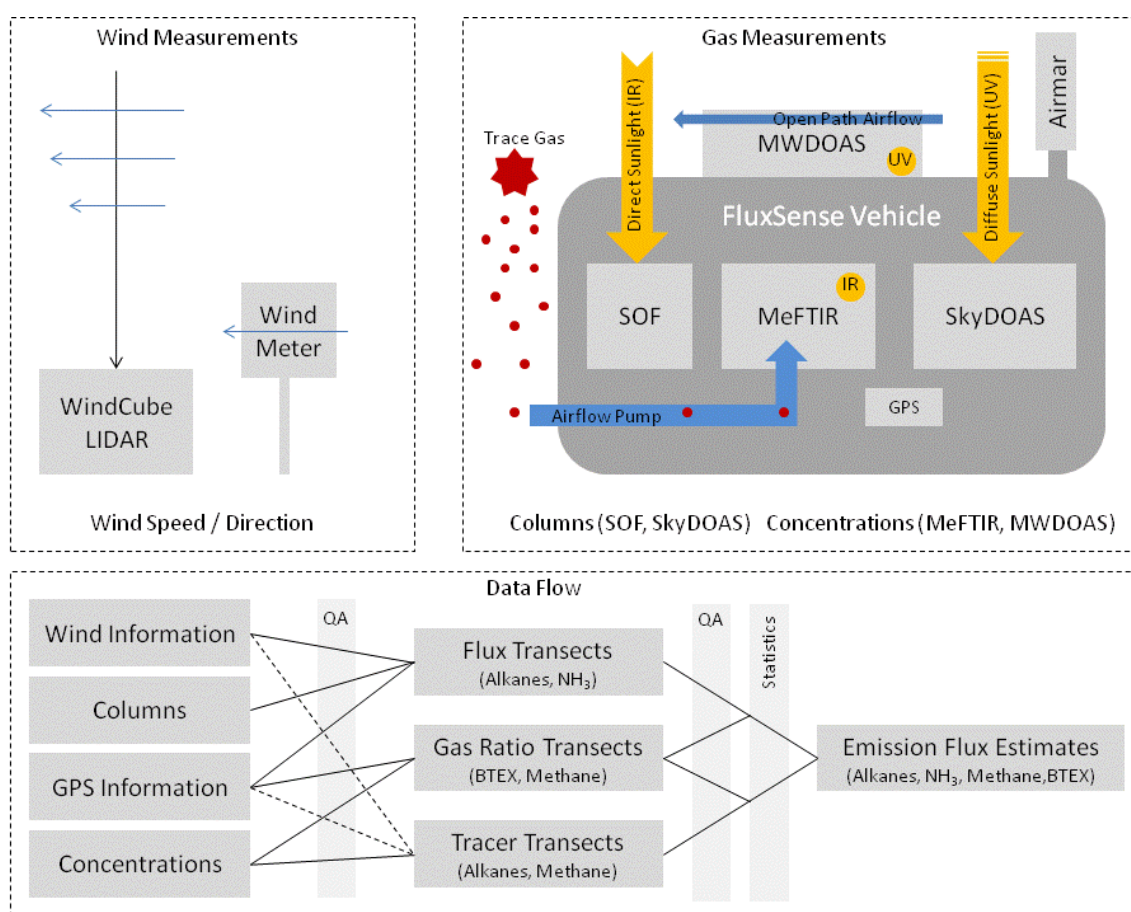 Wind Measurements
Wind
Meter
WindCube
LIDAR
Wind Speed / Direction
Gas Measurements
Trace Gas
Direct Sunlight (IR)
Open Path Airflow
MWDOAS
UV
Diffuse Sunlight (UV)
Airmar
FluxSense Vehicle
SOF
MeFTIR
IR
SkyDOAS
GPS
Airflow Pump
Columns (SOF, SkyDOAS) Concentrations (MeFTIR, MWDOAS)
Data Flow
Wind Information
Columns
GPS Information
Concentrations
QA
Flux Transects
(Alkanes, NH₃)
Gas Ratio Transects
(BTEX, Methane)
Tracer Transects
(Alkanes, Methane)
QA
Statistics
Emission Flux Estimates
(Alkanes, NH₃, Methane,BTEX)